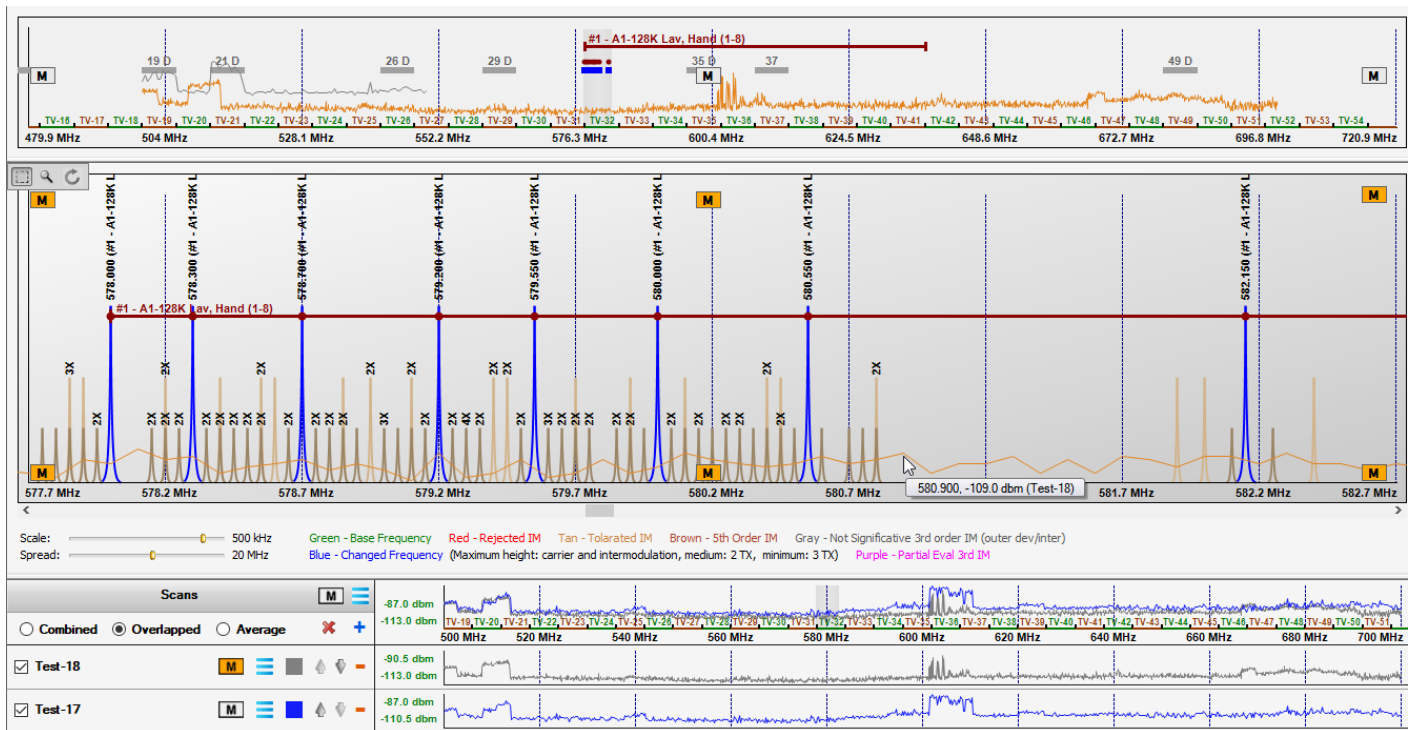 #1 - A1-128K Lav, Hand (1-8)
19 D 21 D 26 D 29 D 35 D 37 49 D
M M M
TV-16 TV-17 TV-18 TV-19 TV-20 TV-21 TV-22 TV-23 TV-24 TV-25 TV-26 TV-27 TV-28 TV-29 TV-30 TV-31 TV-32 TV-33 TV-34 TV-35 TV-36 TV-37 TV-38 TV-39 TV-40 TV-41 TV-42 TV-43 TV-44 TV-45 TV-46 TV-47 TV-48 TV-49 TV-50 TV-51 TV-52 TV-53 TV-54
479.9 MHz 504 MHz 528.1 MHz 552.2 MHz 576.3 MHz 600.4 MHz 624.5 MHz 648.6 MHz 672.7 MHz 696.8 MHz 720.9 MHz
M M M
578.000 (#1 - A1-128K L
578.300 (#1 - A1-128K L
578.700 (#1 - A1-128K L
579.200 (#1 - A1-128K L
579.550 (#1 - A1-128K L
580.000 (#1 - A1-128K L
580.550 (#1 - A1-128K L
582.150 (#1 - A1-128K L
#1 - A1-128K Lav, Hand (1-8)
3X 2X 2X 2X 2X 2X 2X 2X
2X 2X 2X 2X 2X 2X 2X 2X 2X 2X 3X 2X 2X 4X 2X 2X 3X 2X 2X 2X 2X 2X 2X 2X 2X 2X
M M M
577.7 MHz 578.2 MHz 578.7 MHz 579.2 MHz 579.7 MHz 580.2 MHz 580.7 MHz 581.7 MHz 582.2 MHz 582.7 MHz
580.900, -109.0 dbm (Test-18)
Scale: 500 kHz Green - Base Frequency Red - Rejected IM Tan - Tolarated IM Brown - 5th Order IM Gray - Not Significative 3rd order IM (outer dev/inter)
Spread: 20 MHz Blue - Changed Frequency (Maximum height: carrier and intermodulation, medium: 2 TX, minimum: 3 TX) Purple - Partial Eval 3rd IM
Scans M
-87.0 dbm
-113.0 dbm
TV-19 TV-20 TV-21 TV-22 TV-23 TV-24 TV-25 TV-26 TV-27 TV-28 TV-29 TV-30 TV-31 TV-32 TV-33 TV-34 TV-35 TV-36 TV-37 TV-38 TV-39 TV-40 TV-41 TV-42 TV-43 TV-44 TV-45 TV-46 TV-47 TV-48 TV-49 TV-50 TV-51
Combined Overlapped Average
500 MHz 520 MHz 540 MHz 560 MHz 580 MHz 600 MHz 620 MHz 640 MHz 660 MHz 680 MHz 700 MHz
Test-18 M
-90.5 dbm
-113.0 dbm
Test-17 M
-87.0 dbm
-110.5 dbm